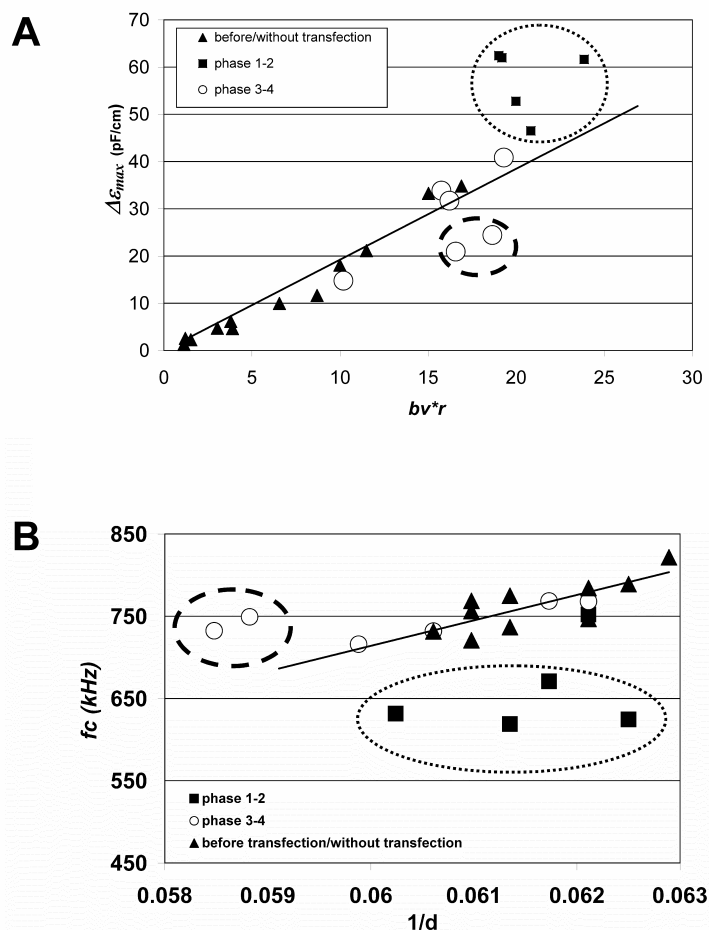 A
70
60
50
40
30
20
10
0
Δεmax (pF/cm)
before/without transfection
phase 1-2
phase 3-4
0 5 10 15 20 25 30
bv*r
B
850
750
650
550
450
fc (kHz)
phase 1-2
phase 3-4
before transfection/without transfection
0.058 0.059 0.06 0.061 0.062 0.063
1/d